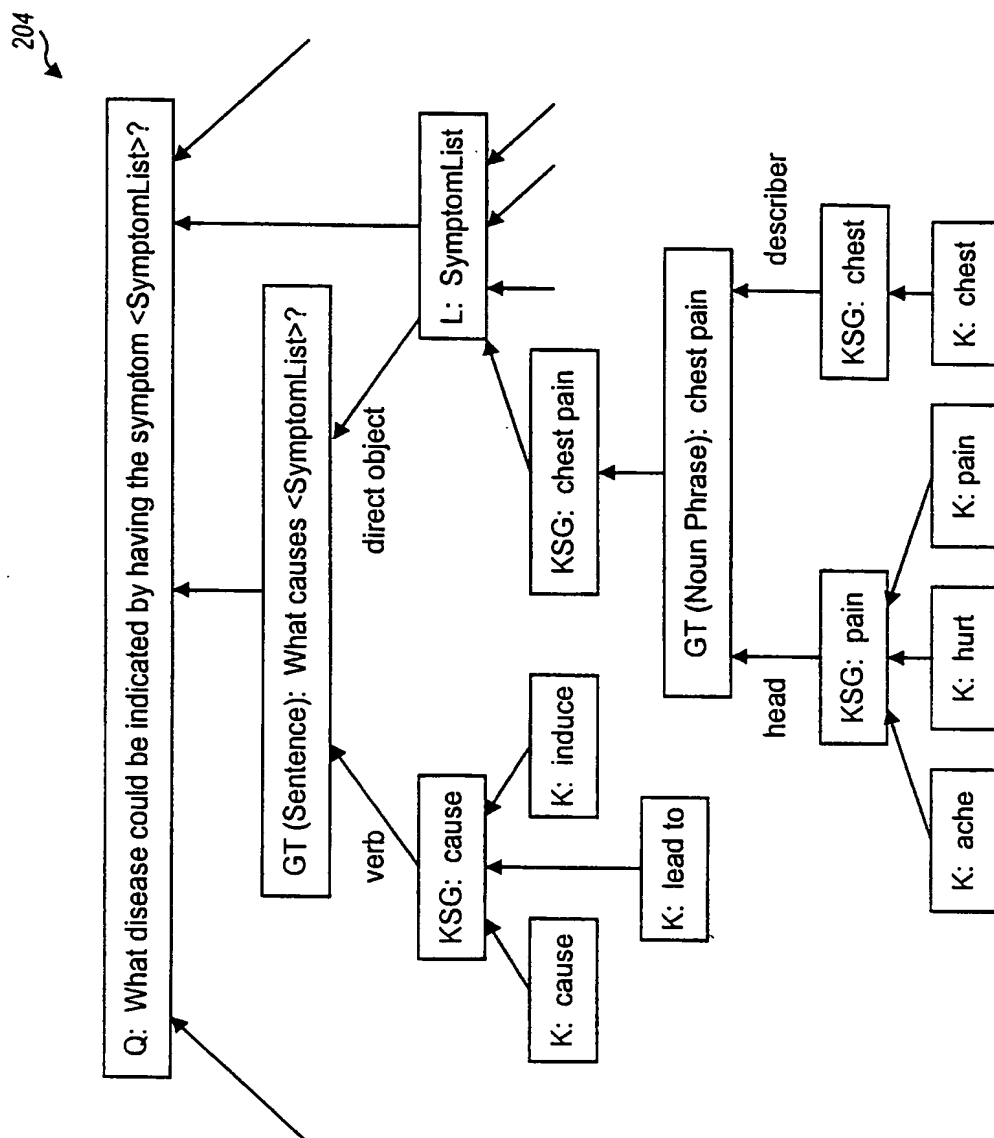 204
Q: What disease could be indicated by having the symptom <SymptomList>?
GT (Sentence): What causes <SymptomList>?
verb
direct object
KSG: cause
L: SymptomList
K: cause
K: induce
KSG: chest pain
K: lead to
GT (Noun Phrase): chest pain
head
describer
KSG: pain
KSG: chest
K: ache
K: hurt
K: pain
K: chest